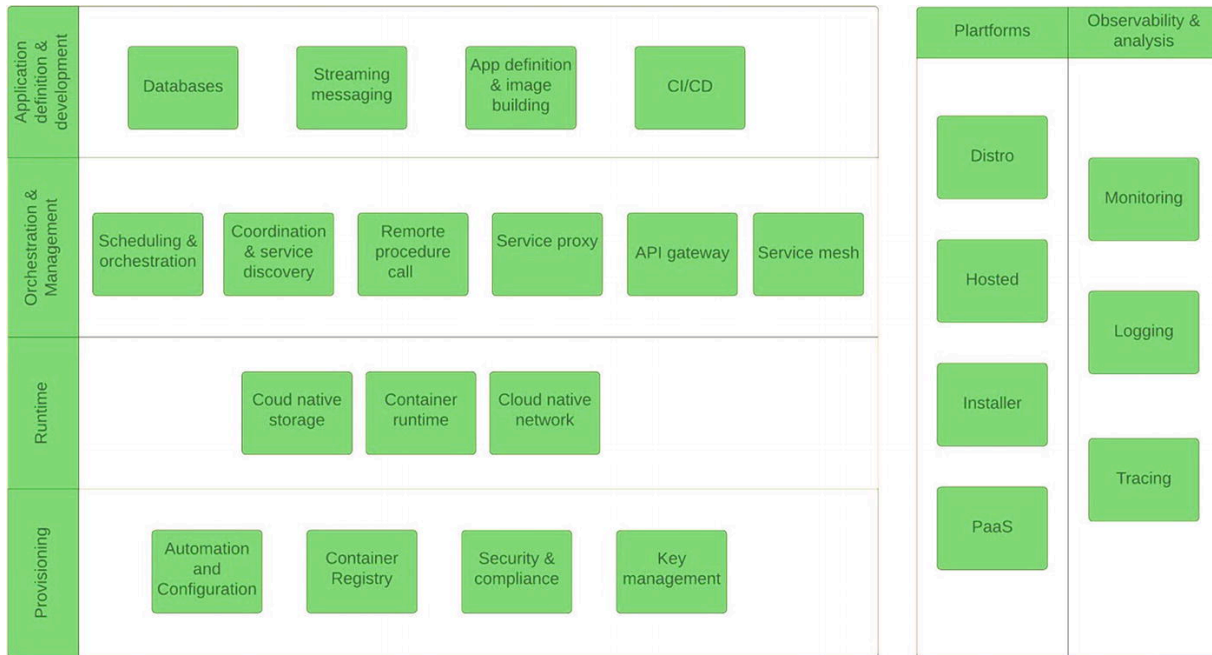 Application
definition &
development
Databases
Streaming
messaging
App definition
& image
building
CI/CD
Orchestration &
Management
Scheduling &
orchestration
Coordination
& service
discovery
Remorte
procedure
call
Service proxy
API gateway
Service mesh
Runtime
Coud native
storage
Container
runtime
Cloud native
network
Provisioning
Automation
and
Configuration
Container
Registry
Security &
compliance
Key
management
Plartforms
Distro
Hosted
Installer
PaaS
Observability &
analysis
Monitoring
Logging
Tracing